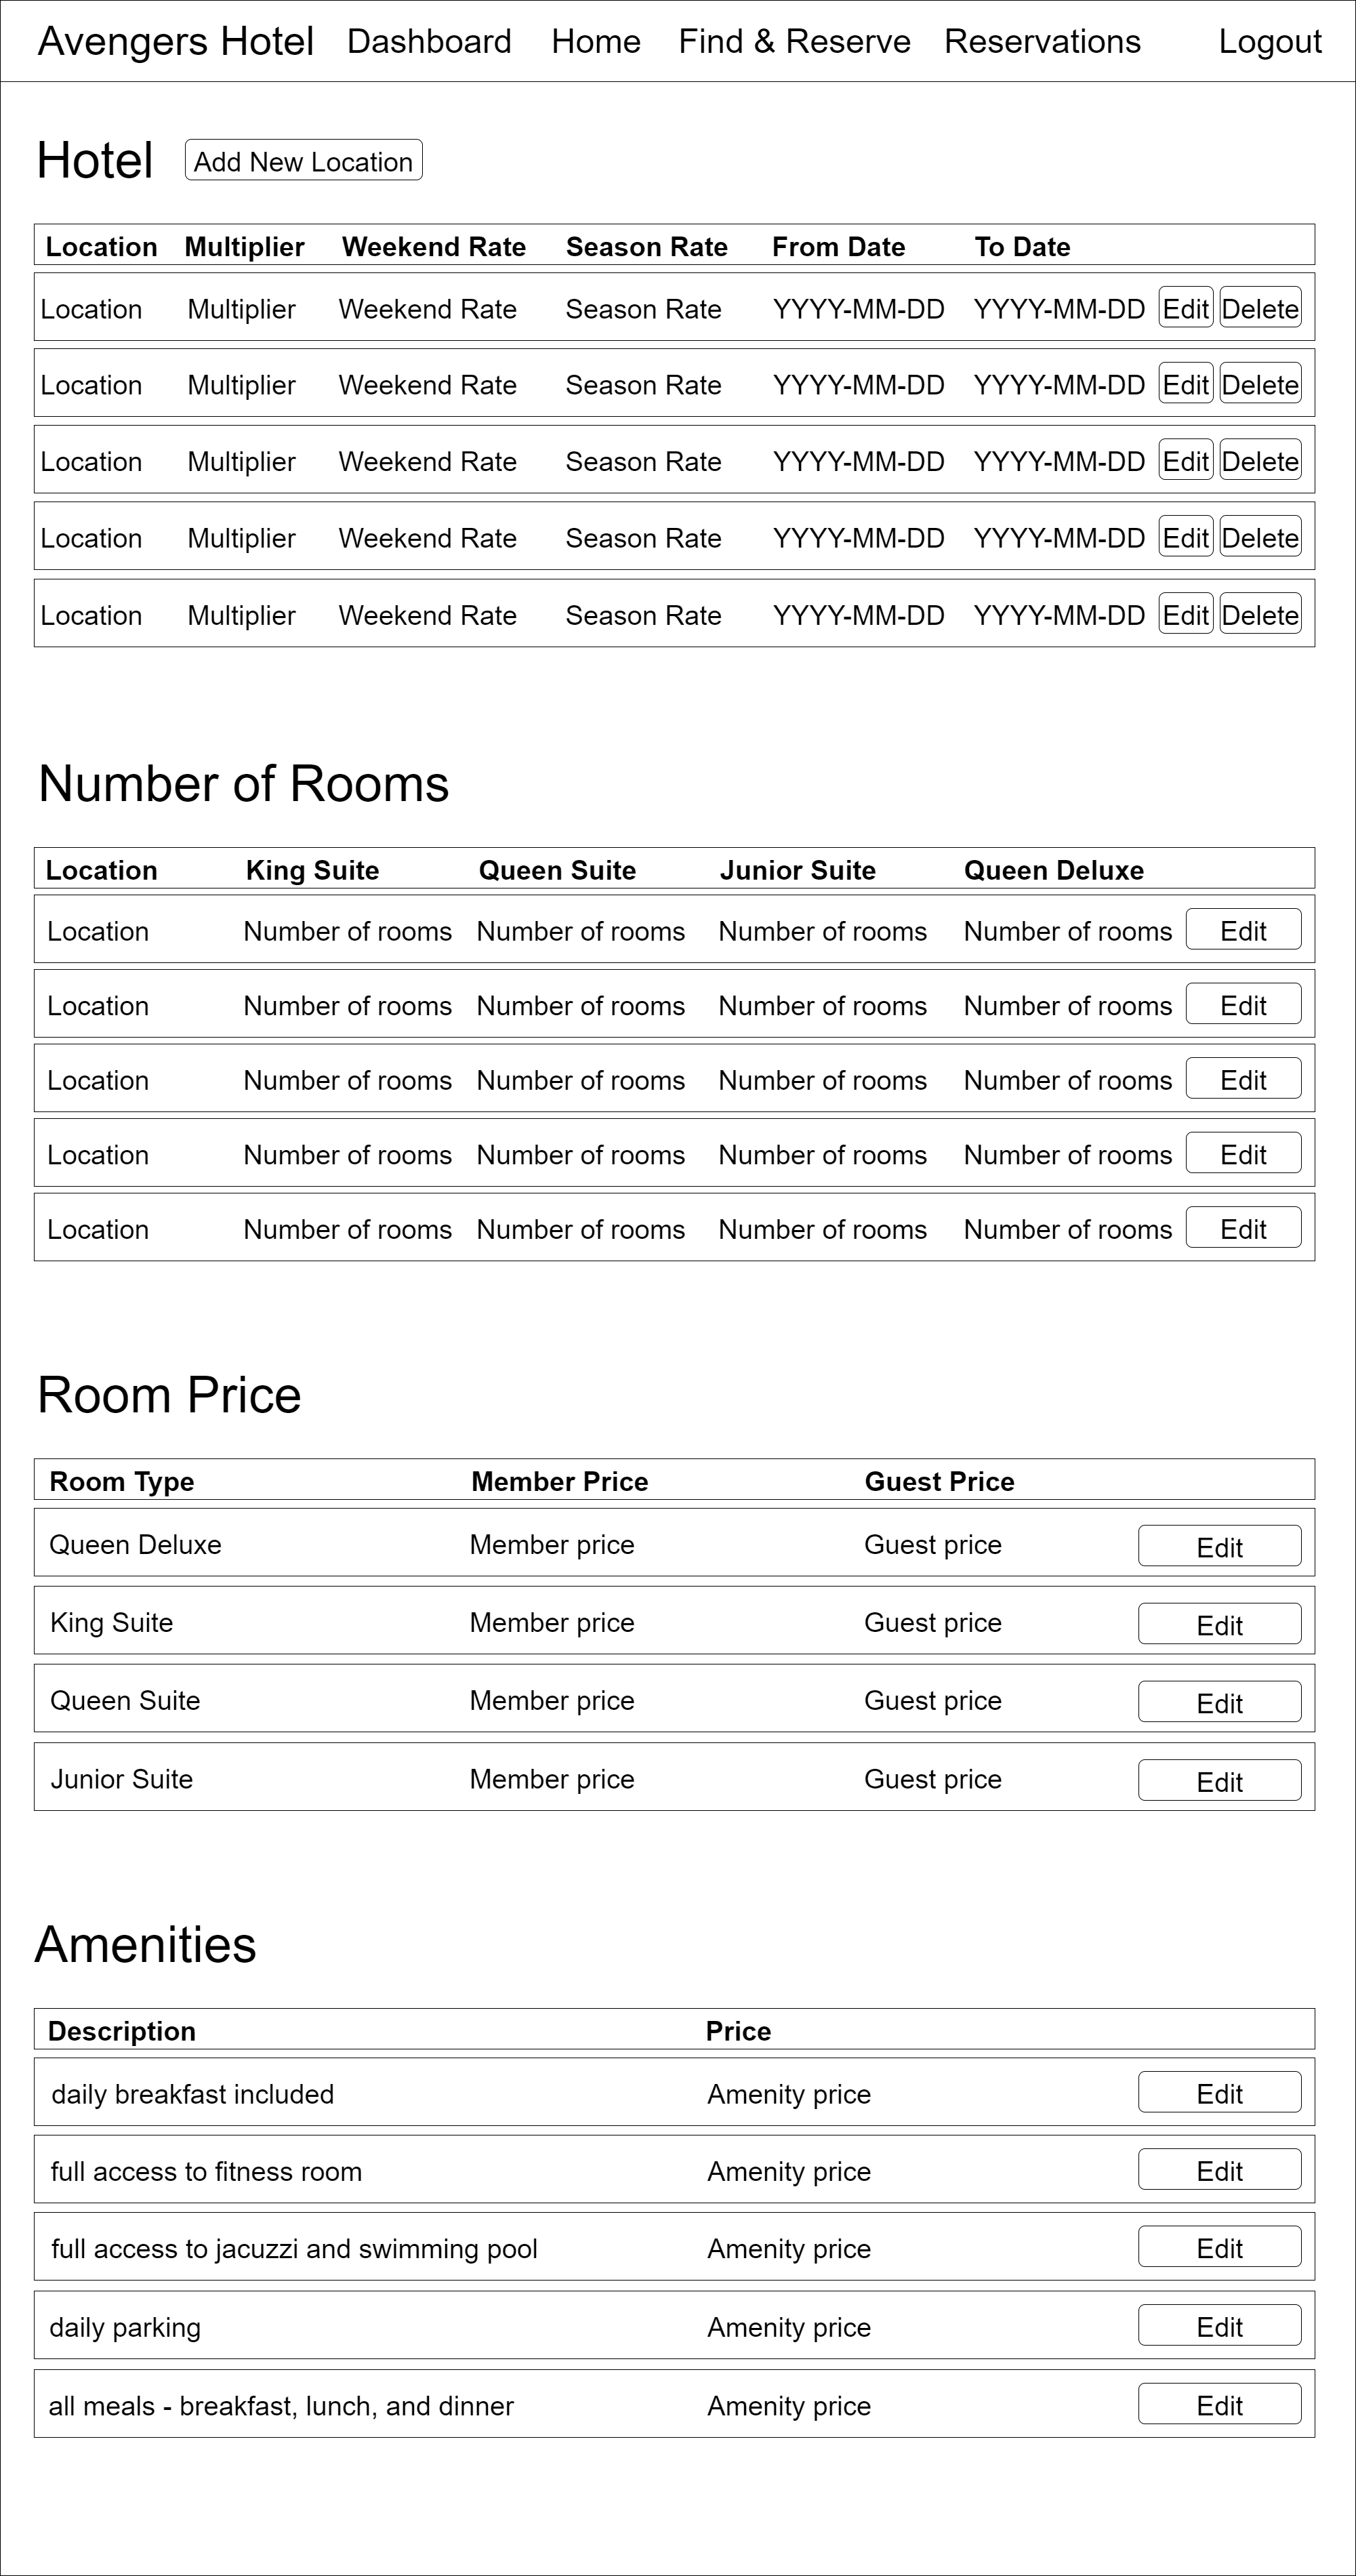 Avengers Hotel Dashboard Home Find & Reserve Reservations Logout
Hotel Add New Location
Location Multiplier Weekend Rate Season Rate From Date To Date
Location Multiplier Weekend Rate Season Rate YYYY-MM-DD YYYY-MM-DD Edit Delete
Location Multiplier Weekend Rate Season Rate YYYY-MM-DD YYYY-MM-DD Edit Delete
Location Multiplier Weekend Rate Season Rate YYYY-MM-DD YYYY-MM-DD Edit Delete
Location Multiplier Weekend Rate Season Rate YYYY-MM-DD YYYY-MM-DD Edit Delete
Location Multiplier Weekend Rate Season Rate YYYY-MM-DD YYYY-MM-DD Edit Delete
Number of Rooms
Location King Suite Queen Suite Junior Suite Queen Deluxe
Location Number of rooms Number of rooms Number of rooms Number of rooms Edit
Location Number of rooms Number of rooms Number of rooms Number of rooms Edit
Location Number of rooms Number of rooms Number of rooms Number of rooms Edit
Location Number of rooms Number of rooms Number of rooms Number of rooms Edit
Location Number of rooms Number of rooms Number of rooms Number of rooms Edit
Room Price
Room Type Member Price Guest Price
Queen Deluxe Member price Guest price Edit
King Suite Member price Guest price Edit
Queen Suite Member price Guest price Edit
Junior Suite Member price Guest price Edit
Amenities
Description Price
daily breakfast included Amenity price Edit
full access to fitness room Amenity price Edit
full access to jacuzzi and swimming pool Amenity price Edit
daily parking Amenity price Edit
all meals - breakfast, lunch, and dinner Amenity price Edit